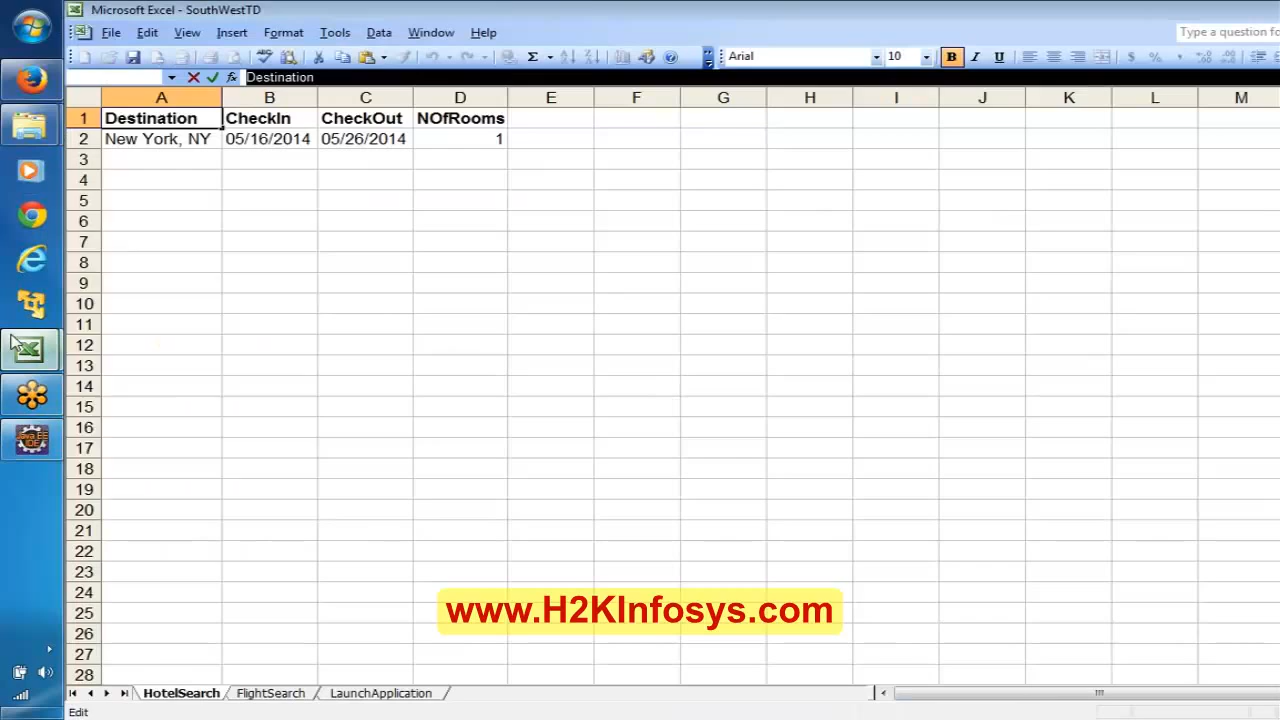 Microsoft Excel - SouthWestTD
File Edit View Insert Format Tools Data Window Help
Type a question fo
Arial 10 B I U $ %
Destination
A B C D E F G H I J K L M
1 Destination CheckIn CheckOut NOfRooms
2 New York, NY 05/16/2014 05/26/2014 1
3
4
5
6
7
8
9
10
11
12
13
14
15
16
17
18
19
20
21
22
23
24
25
26
27
28
www.H2KInfosys.com
HotelSearch FlightSearch LaunchApplication
Edit